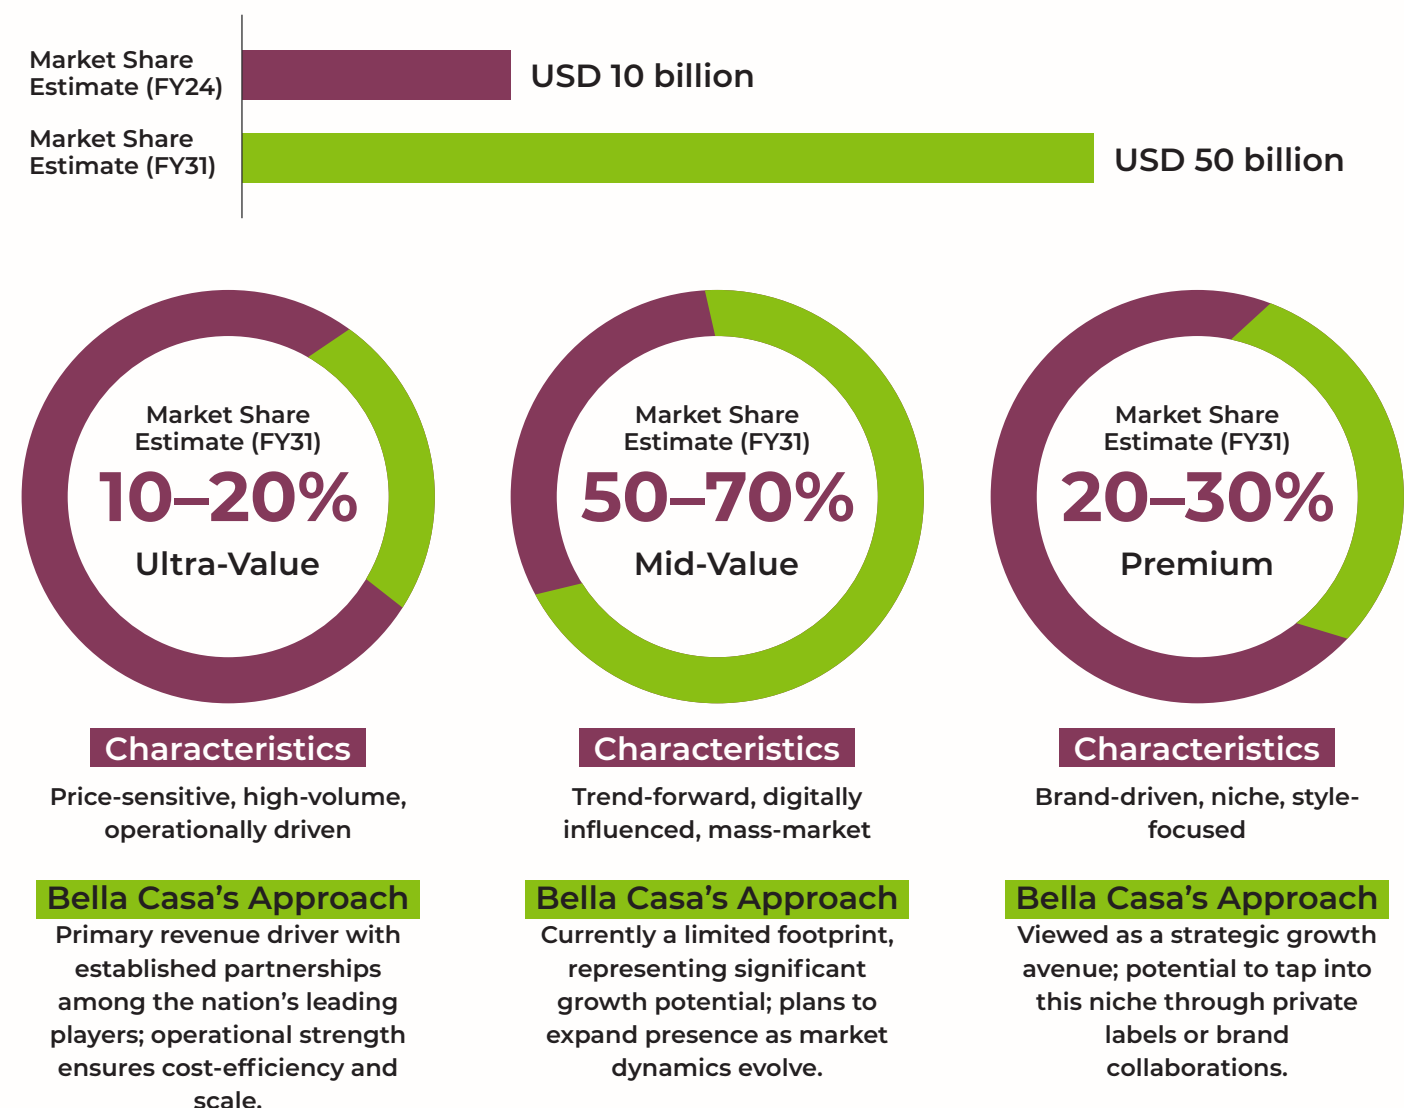 Market Share
Estimate (FY24)
USD 10 billion
Market Share
Estimate (FY31)
USD 50 billion
Market Share
Estimate (FY31)
10–20%
Ultra-Value
Characteristics
Price-sensitive, high-volume,
operationally driven
Bella Casa’s Approach
Primary revenue driver with
established partnerships
among the nation’s leading
players; operational strength
ensures cost-efficiency and
scale.
Market Share
Estimate (FY31)
50–70%
Mid-Value
Characteristics
Trend-forward, digitally
influenced, mass-market
Bella Casa’s Approach
Currently a limited footprint,
representing significant
growth potential; plans to
expand presence as market
dynamics evolve.
Market Share
Estimate (FY31)
20–30%
Premium
Characteristics
Brand-driven, niche, style-
focused
Bella Casa’s Approach
Viewed as a strategic growth
avenue; potential to tap into
this niche through private
labels or brand
collaborations.